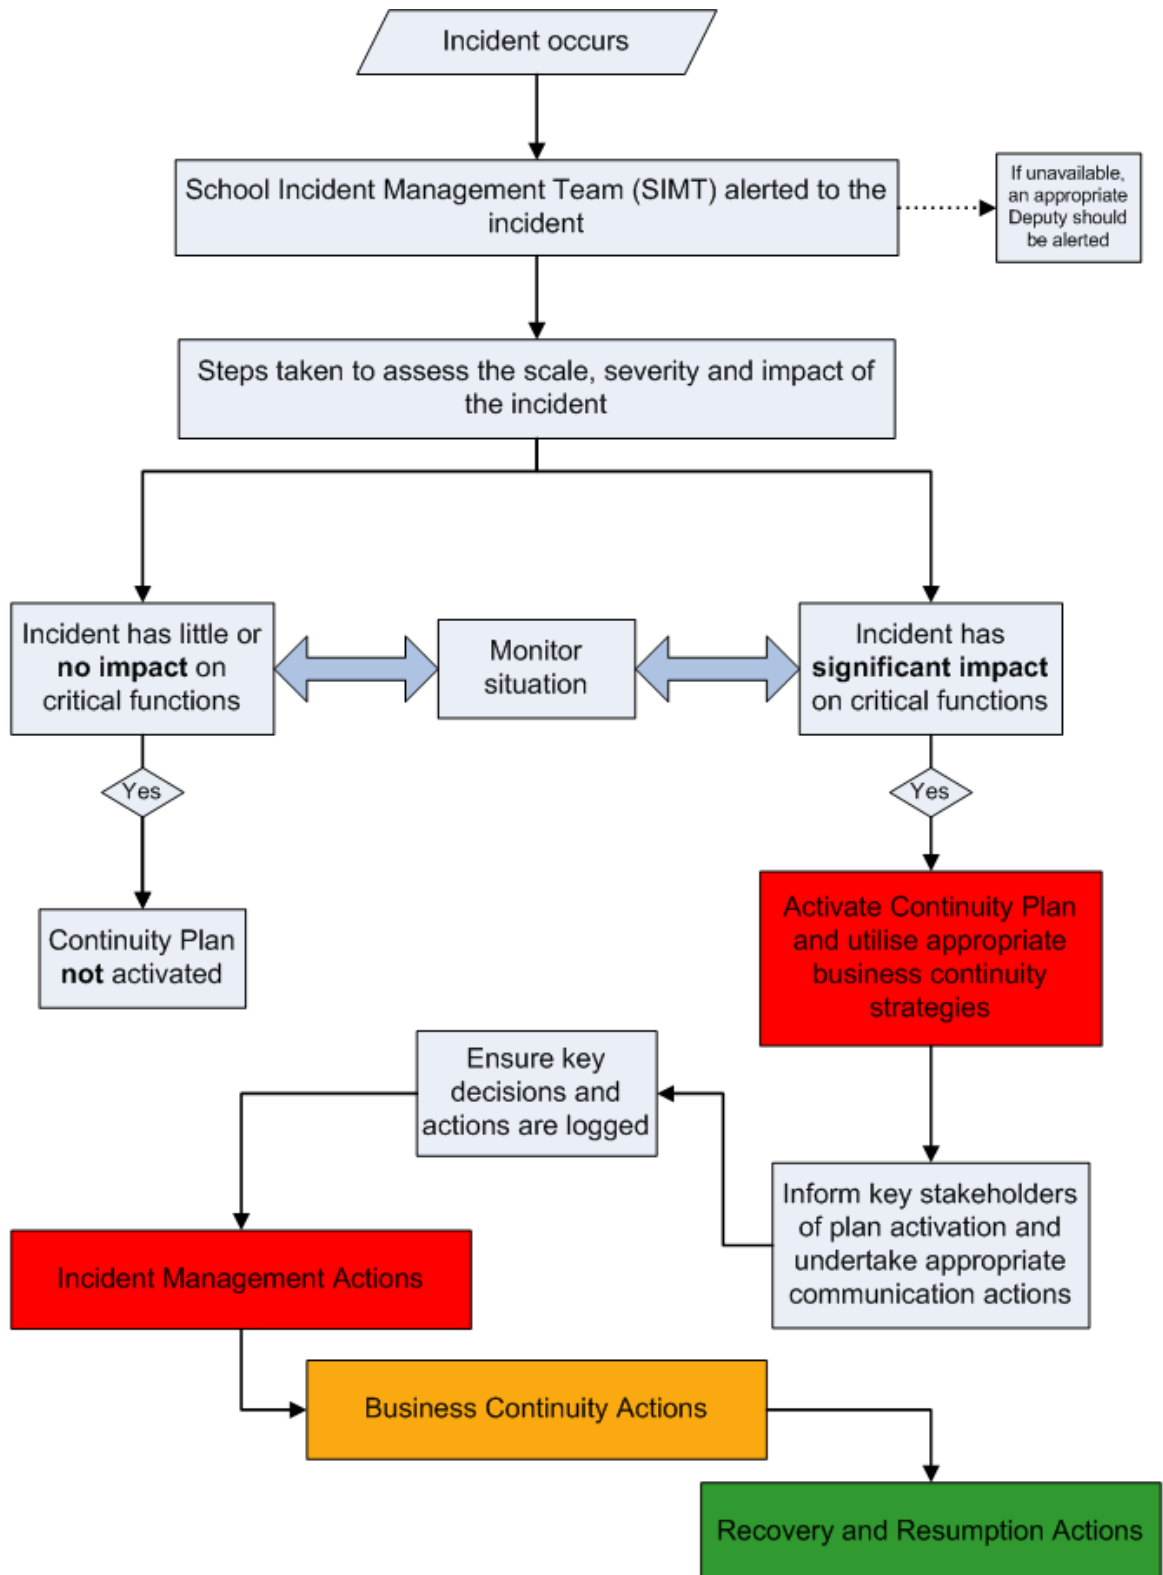 Incident occurs
School Incident Management Team (SIMT) alerted to the
incident
If unavailable,
an appropriate
Deputy should
be alerted
Steps taken to assess the scale, severity and impact of
the incident
Incident has little or
no impact on
critical functions
Monitor
situation
Incident has
significant impact
on critical functions
Yes
Yes
Continuity Plan
not activated
Activate Continuity Plan
and utilise appropriate
business continuity
strategies
Ensure key
decisions and
actions are logged
Inform key stakeholders
of plan activation and
undertake appropriate
communication actions
Incident Management Actions
Business Continuity Actions
Recovery and Resumption Actions